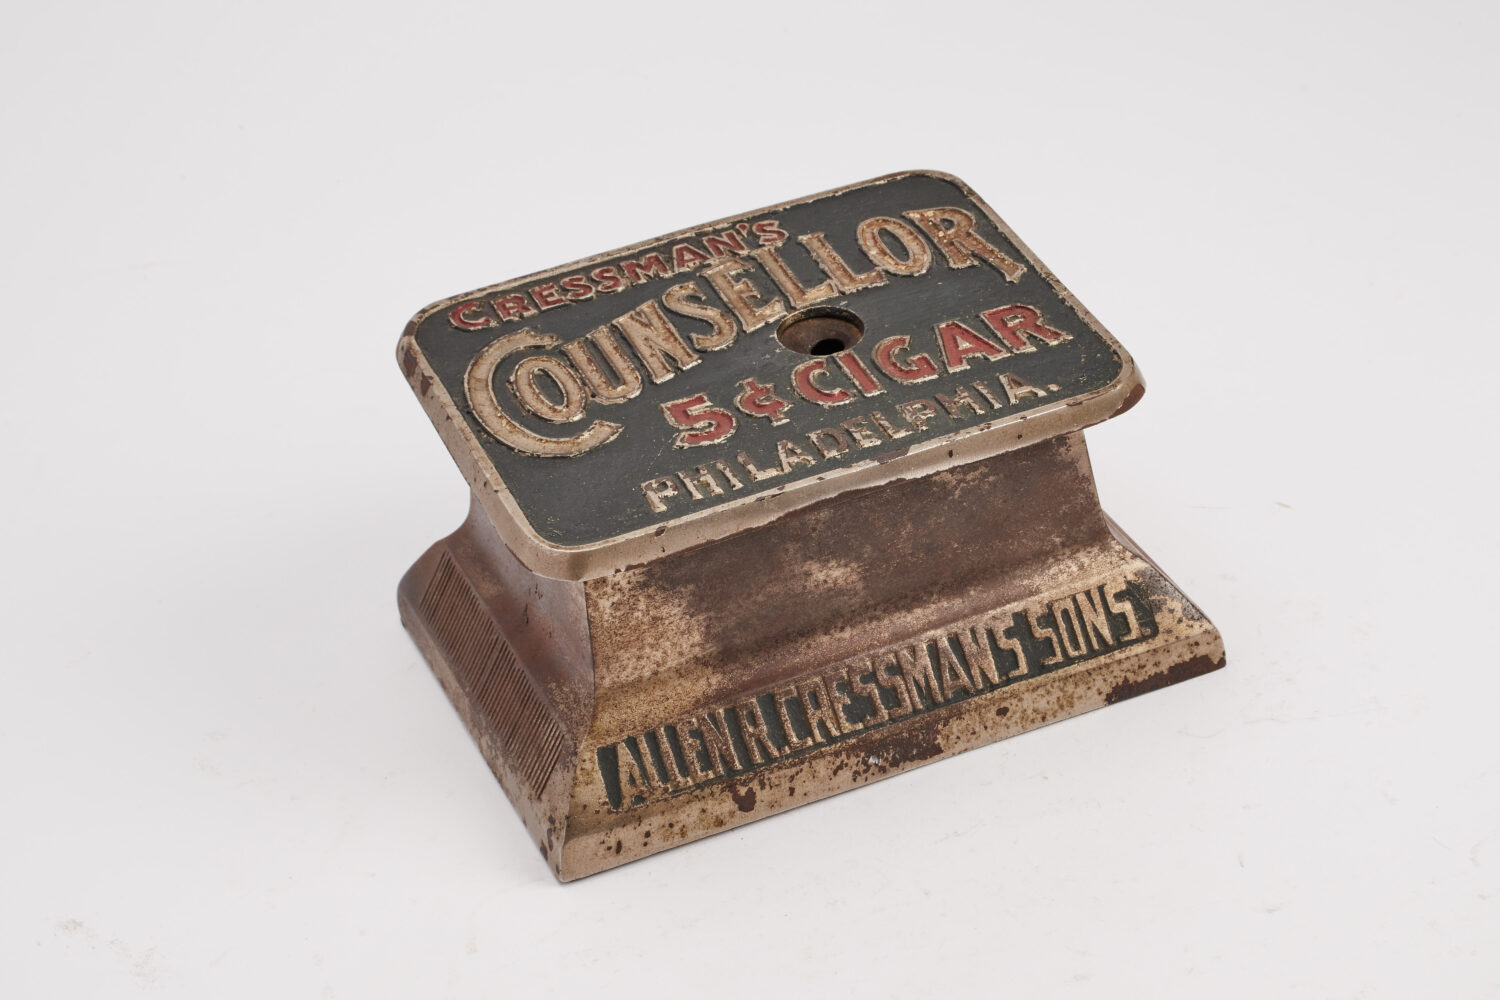 CRESSMAN'S
COUNSELLOR
5¢ CIGAR
PHILADELPHIA.
ALLEN R. CRESSMAN'S SONS.